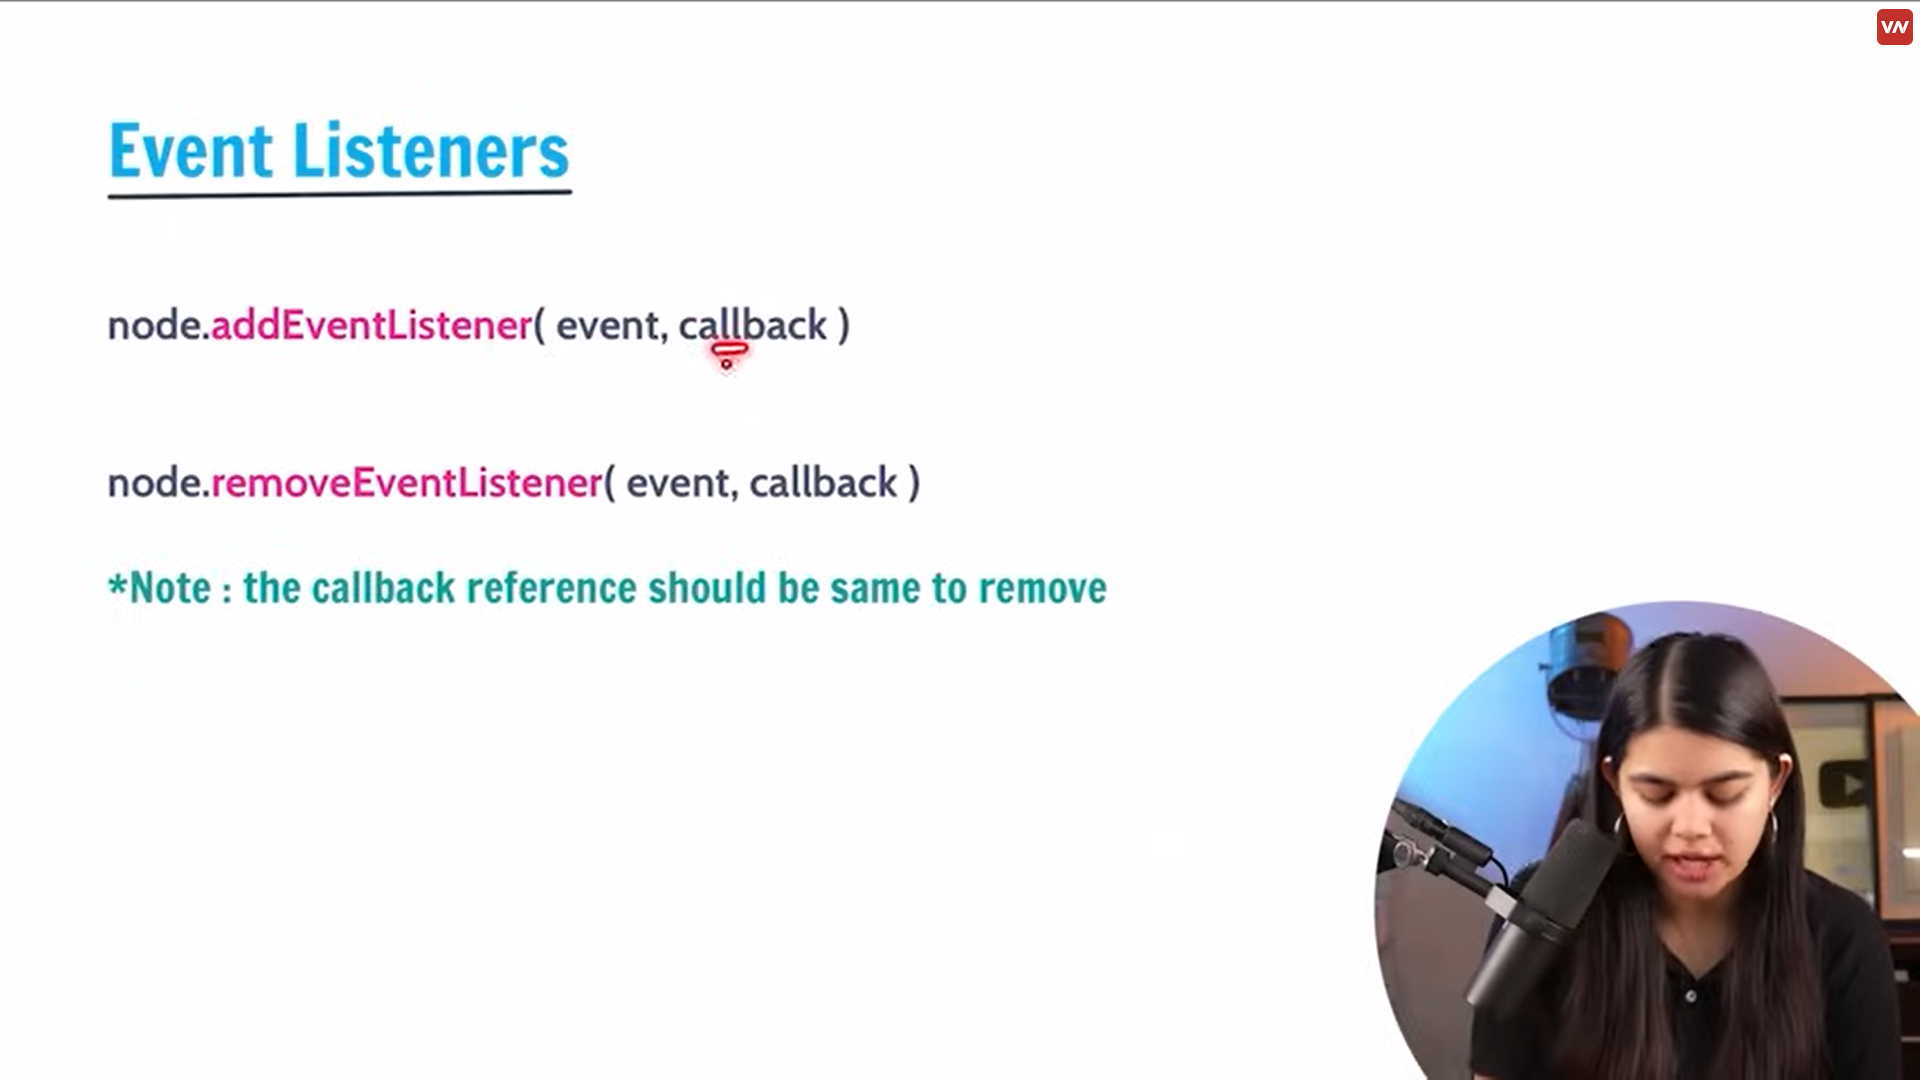 VN
Event Listeners
node.addEventListener( event, callback )
node.removeEventListener( event, callback )
*Note : the callback reference should be same to remove